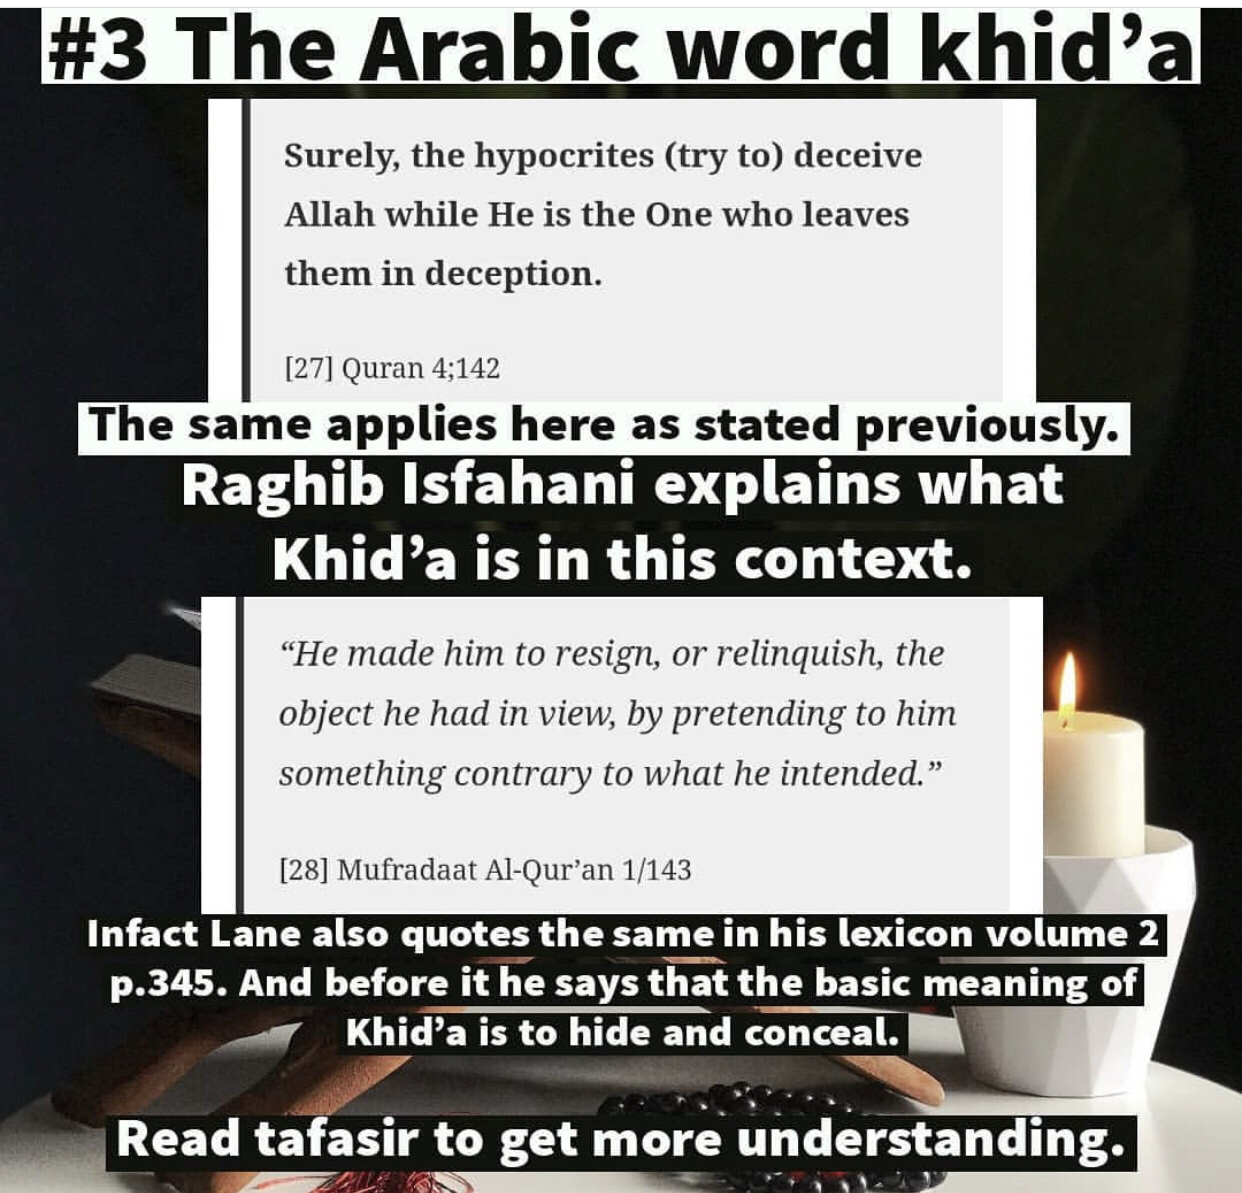 #3 The Arabic word khid’a
Surely, the hypocrites (try to) deceive
Allah while He is the One who leaves
them in deception.
[27] Quran 4;142
The same applies here as stated previously.
Raghib Isfahani explains what
Khid’a is in this context.
“He made him to resign, or relinquish, the
object he had in view, by pretending to him
something contrary to what he intended.”
[28] Mufradaat Al-Qur’an 1/143
Infact Lane also quotes the same in his lexicon volume 2
p.345. And before it he says that the basic meaning of
Khid’a is to hide and conceal.
Read tafasir to get more understanding.